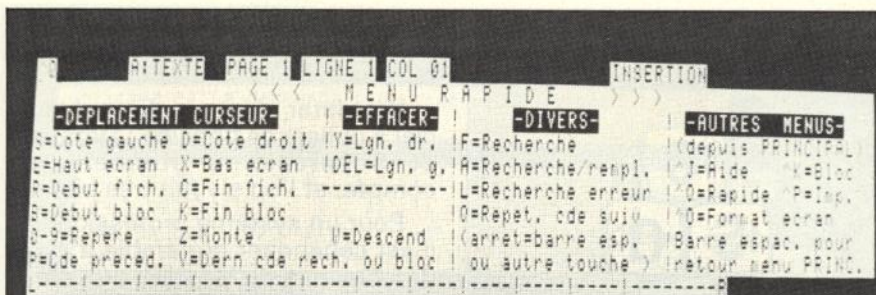 A:TEXTE PAGE 1 LIGNE 1 COL 01 INSERTION
< < < M E N U R A P I D E > > >
-DEPLACEMENT CURSEUR- ! -EFFACER- ! -DIVERS- ! -AUTRES MENUS-
S=Cote gauche D=Cote droit !Y=Lgn. dr. !F=Recherche !(depuis PRINCIPAL)
E=Haut ecran X=Bas ecran !DEL=Lgn. g.!A=Recherche/rempl. !^J=Aide ^K=Bloc
R=Debut fich. C=Fin fich. -----------!L=Recherche erreur !^Q=Rapide ^P=Imp.
B=Debut bloc K=Fin bloc !Q=Repet. cde suiv !^O=Format ecran
0-9=Repere Z=Monte W=Descend !(arret=barre esp. !Barre espac. pour
P=Cde preced. V=Dern cde rech. ou bloc ! ou autre touche ) !retour menu PRINC.
L----!----!----!----!----!----!----!----!----!----!--------R